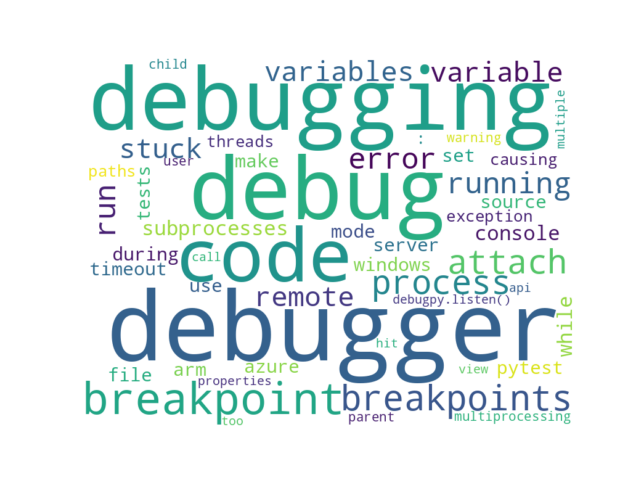 child
variables variable
debugging
multiple
stuck threads : warning
user make error set causing
paths tests debug running
run source
subprocesses exception
mode console
during code server
call windows attach
timeout process
use remote api
debugpy.listen()
debugger
while
hit
file arm azure view pytest
properties
breakpoint breakpoints
too parent multiprocessing